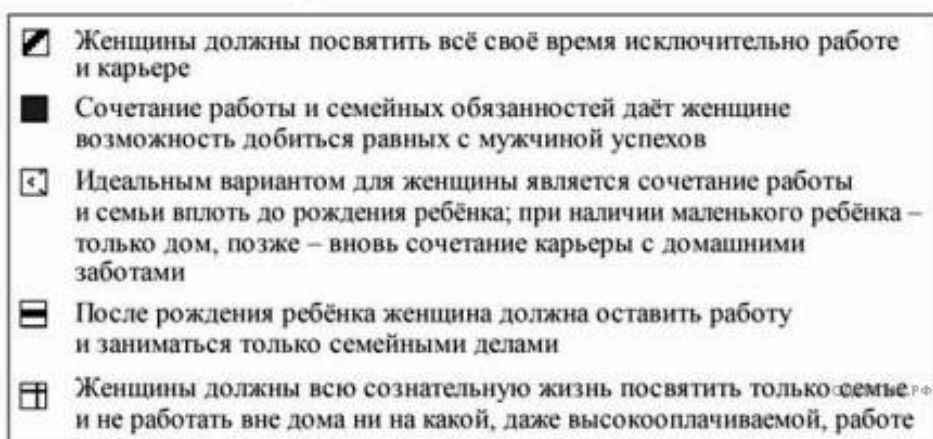 Женщины должны посвятить всё своё время исключительно работе
и карьере
Сочетание работы и семейных обязанностей даёт женщине
возможность добиться равных с мужчиной успехов
Идеальным вариантом для женщины является сочетание работы
и семьи вплоть до рождения ребёнка; при наличии маленького ребёнка –
только дом, позже – вновь сочетание карьеры с домашними
заботами
После рождения ребёнка женщина должна оставить работу
и заниматься только семейными делами
Женщины должны всю сознательную жизнь посвятить только семье
и не работать вне дома ни на какой, даже высокооплачиваемой, работе